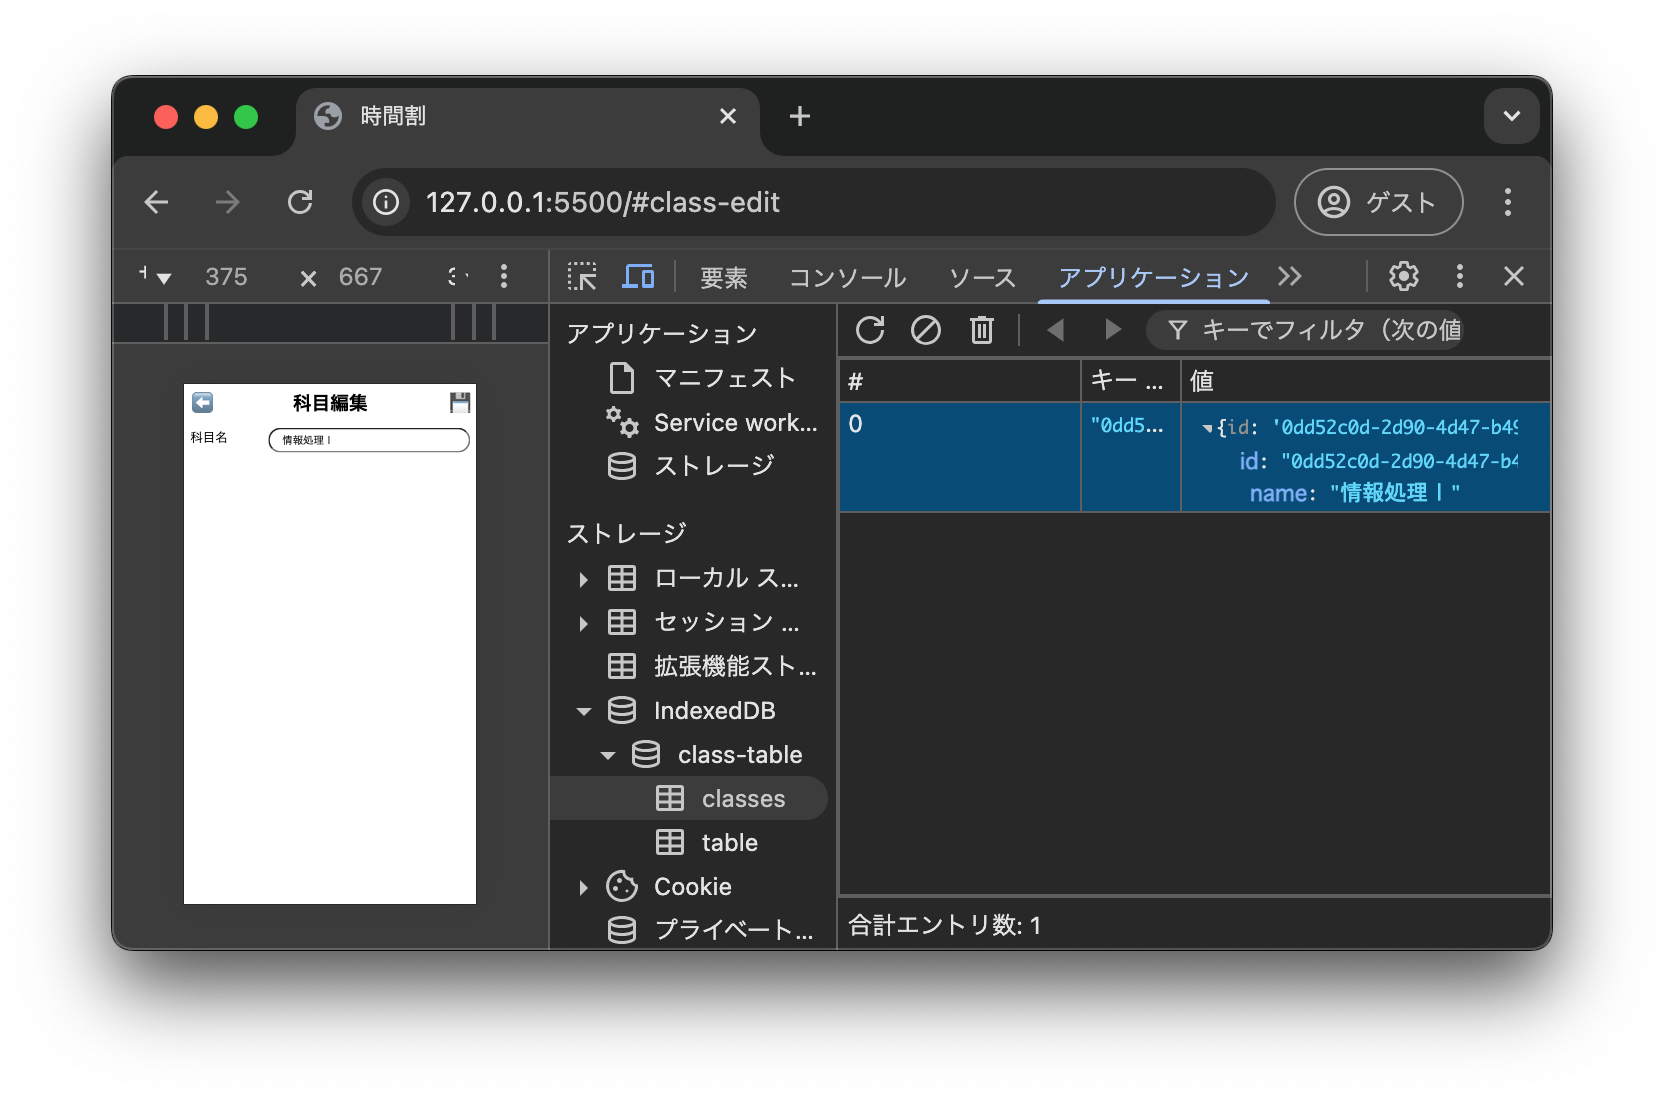 時間割
127.0.0.1:5500/#class-edit
ゲスト
375
667
要素
コンソール
ソース
アプリケーション
科目編集
科目名
情報処理Ⅰ
アプリケーション
マニフェスト
Service work...
ストレージ
ストレージ
ローカル ス...
セッション ...
拡張機能スト...
IndexedDB
class-table
classes
table
Cookie
プライベート...
キーでフィルタ（次の値
# キー ... 値
0 "0dd5... {id: '0dd52c0d-2d90-4d47-b49
id: "0dd52c0d-2d90-4d47-b4
name: "情報処理Ⅰ"
合計エントリ数: 1